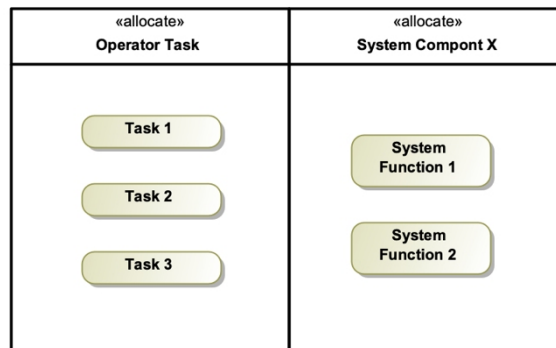 «allocate»
Operator Task
«allocate»
System Compont X
Task 1
Task 2
Task 3
System
Function 1
System
Function 2